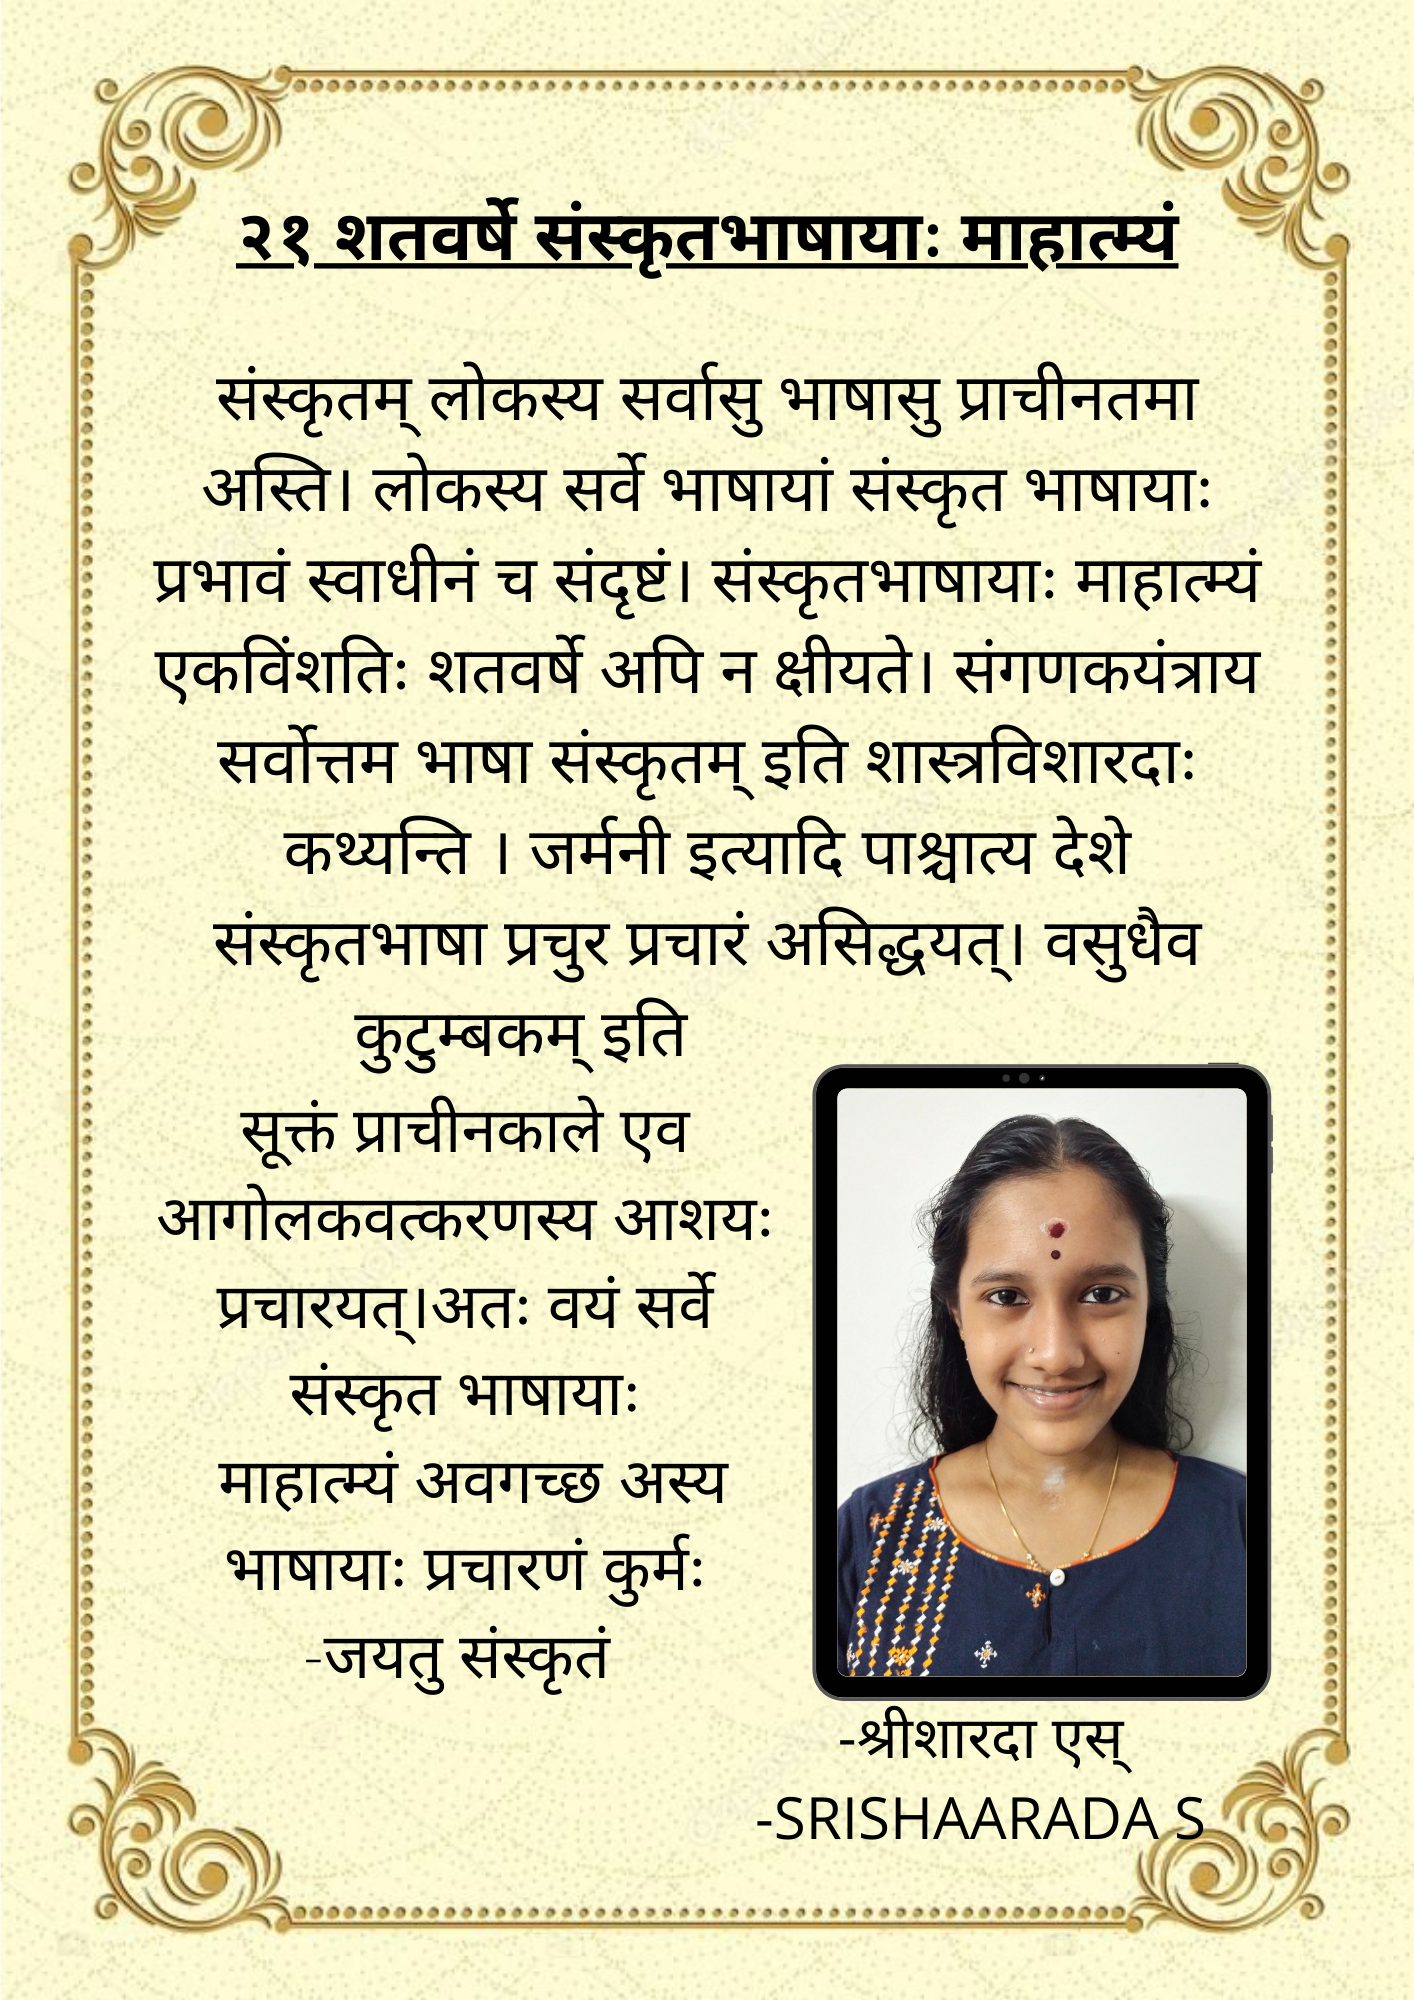 २१ शतवर्षे संस्कृतभाषायाः माहात्म्यं
संस्कृतम् लोकस्य सर्वासु भाषासु प्राचीनतमा
अस्ति। लोकस्य सर्वे भाषायां संस्कृत भाषायाः
प्रभावं स्वाधीनं च संदृष्टं। संस्कृतभाषायाः माहात्म्यं
एकविंशतिः शतवर्षे अपि न क्षीयते। संगणकयंत्राय
सर्वोत्तम भाषा संस्कृतम् इति शास्त्रविशारदाः
कथ्यन्ति । जर्मनी इत्यादि पाश्चात्य देशे
संस्कृतभाषा प्रचुर प्रचारं असिद्धयत्। वसुधैव
कुटुम्बकम् इति
सूक्तं प्राचीनकाले एव
आगोलकवत्करणस्य आशयः
प्रचारयत्।अतः वयं सर्वे
संस्कृत भाषायाः
माहात्म्यं अवगच्छ अस्य
भाषायाः प्रचारणं कुर्मः
-जयतु संस्कृतं
-श्रीशारदा एस्
-SRISHAARADA S